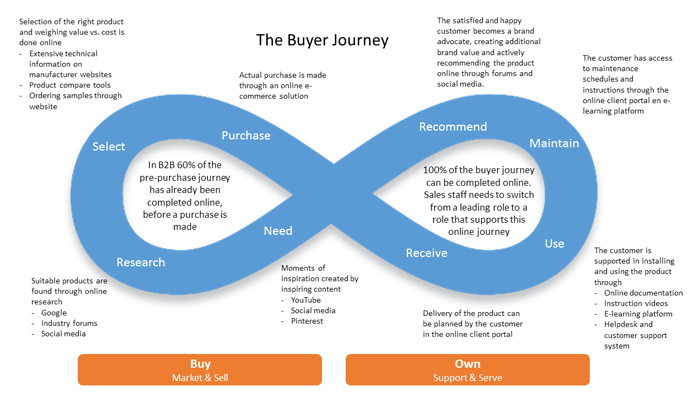 The Buyer Journey
Selection of the right product
and weighing value vs. cost is
done online
- Extensive technical
information on
manufacturer websites
- Product compare tools
- Ordering samples through
website
Actual purchase is made
through an online e-
commerce solution
The satisfied and happy
customer becomes a brand
advocate, creating additional
brand value and actively
recommending the product
online through forums and
social media.
The customer has access
to maintenance
schedules and
instructions through the
online client portal en e-
learning platform
Select
Purchase
Recommend
Maintain
In B2B 60% of the
pre-purchase journey
has already been
completed online,
before a purchase is
made
100% of the buyer journey
can be completed online.
Sales staff needs to switch
from a leading role to a
role that supports this
online journey
Research
Need
Receive
Use
Suitable products are
found through online
research
- Google
- Industry forums
- Social media
Moments of
inspiration created by
inspiring content
- YouTube
- Social media
- Pinterest
Delivery of the product can
be planned by the customer
in the online client portal
The customer is
supported in installing
and using the product
through
- Online documentation
- Instruction videos
- E-learning platform
- Helpdesk and
customer support
system
Buy
Market & Sell
Own
Support & Serve